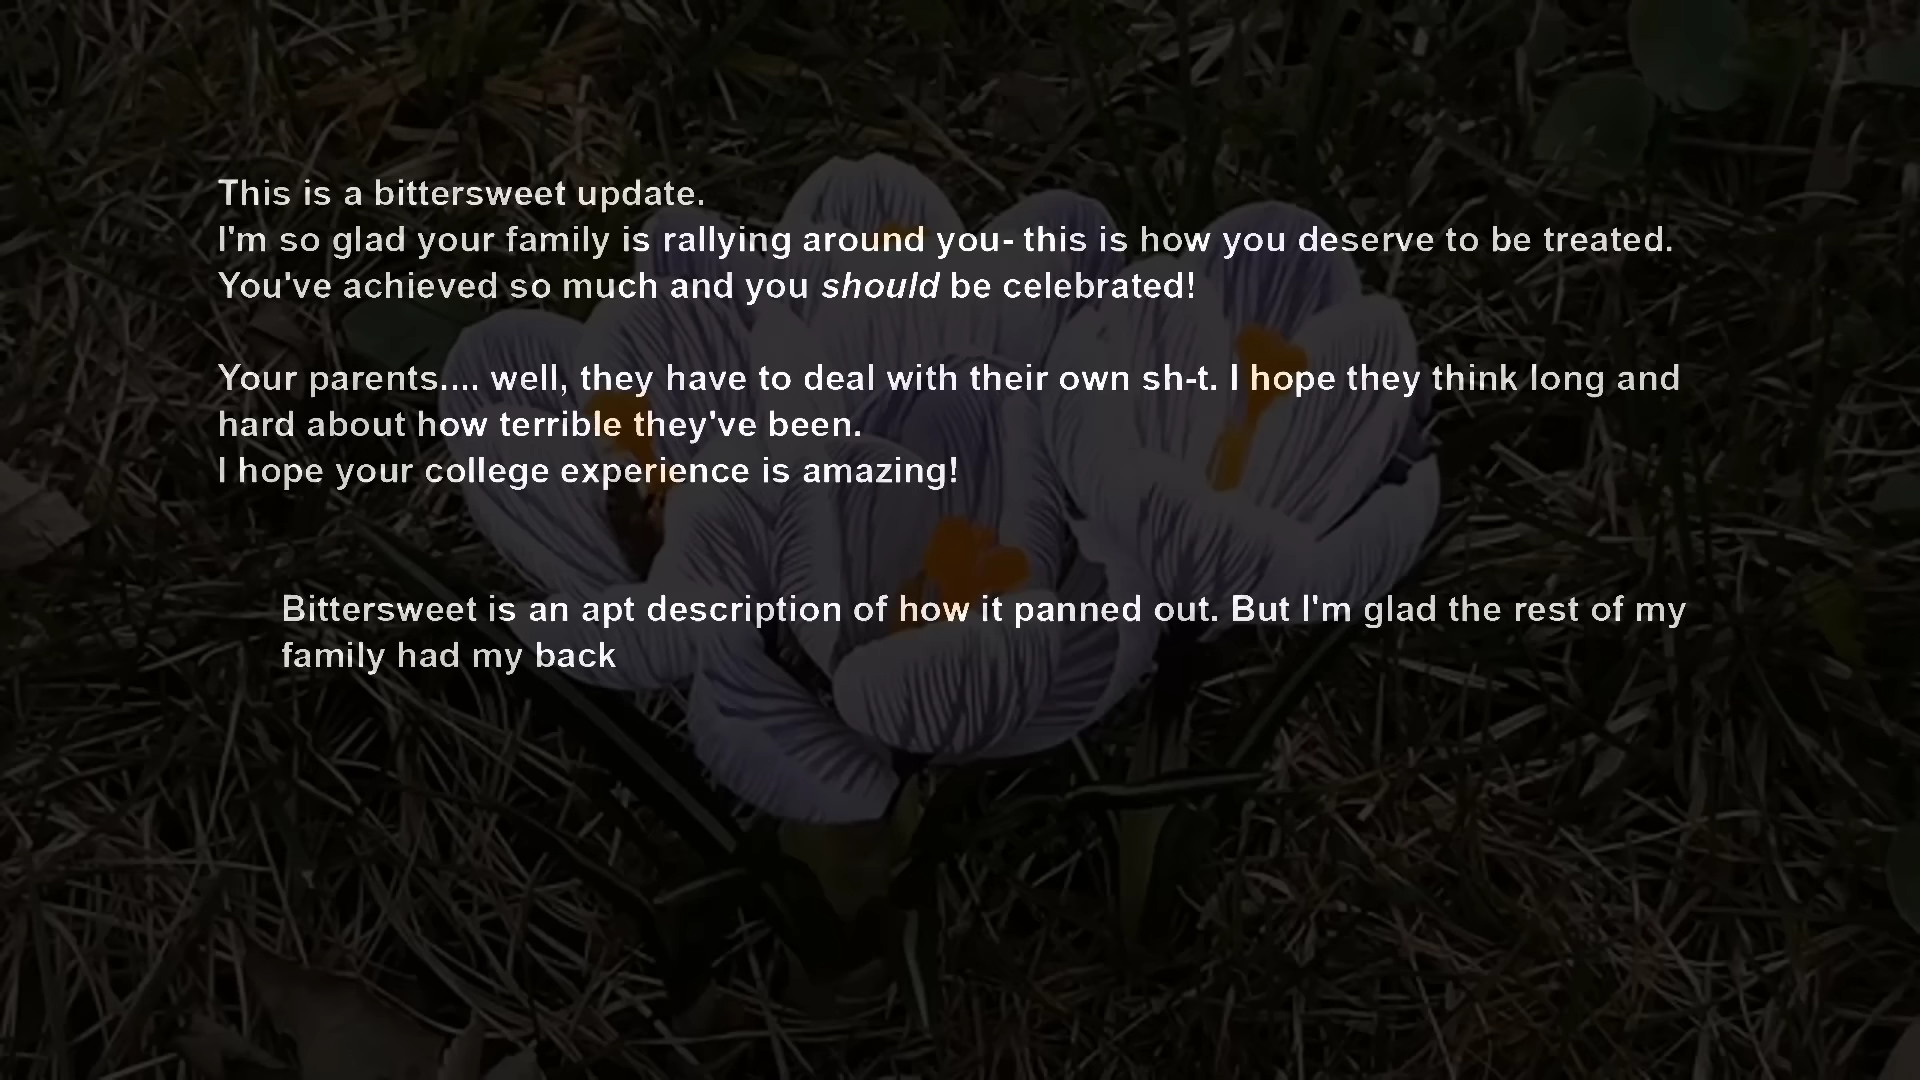 This is a bittersweet update.
I'm so glad your family is rallying around you- this is how you deserve to be treated.
You've achieved so much and you should be celebrated!
Your parents.... well, they have to deal with their own sh-t. I hope they think long and
hard about how terrible they've been.
I hope your college experience is amazing!
Bittersweet is an apt description of how it panned out. But I'm glad the rest of my
family had my back